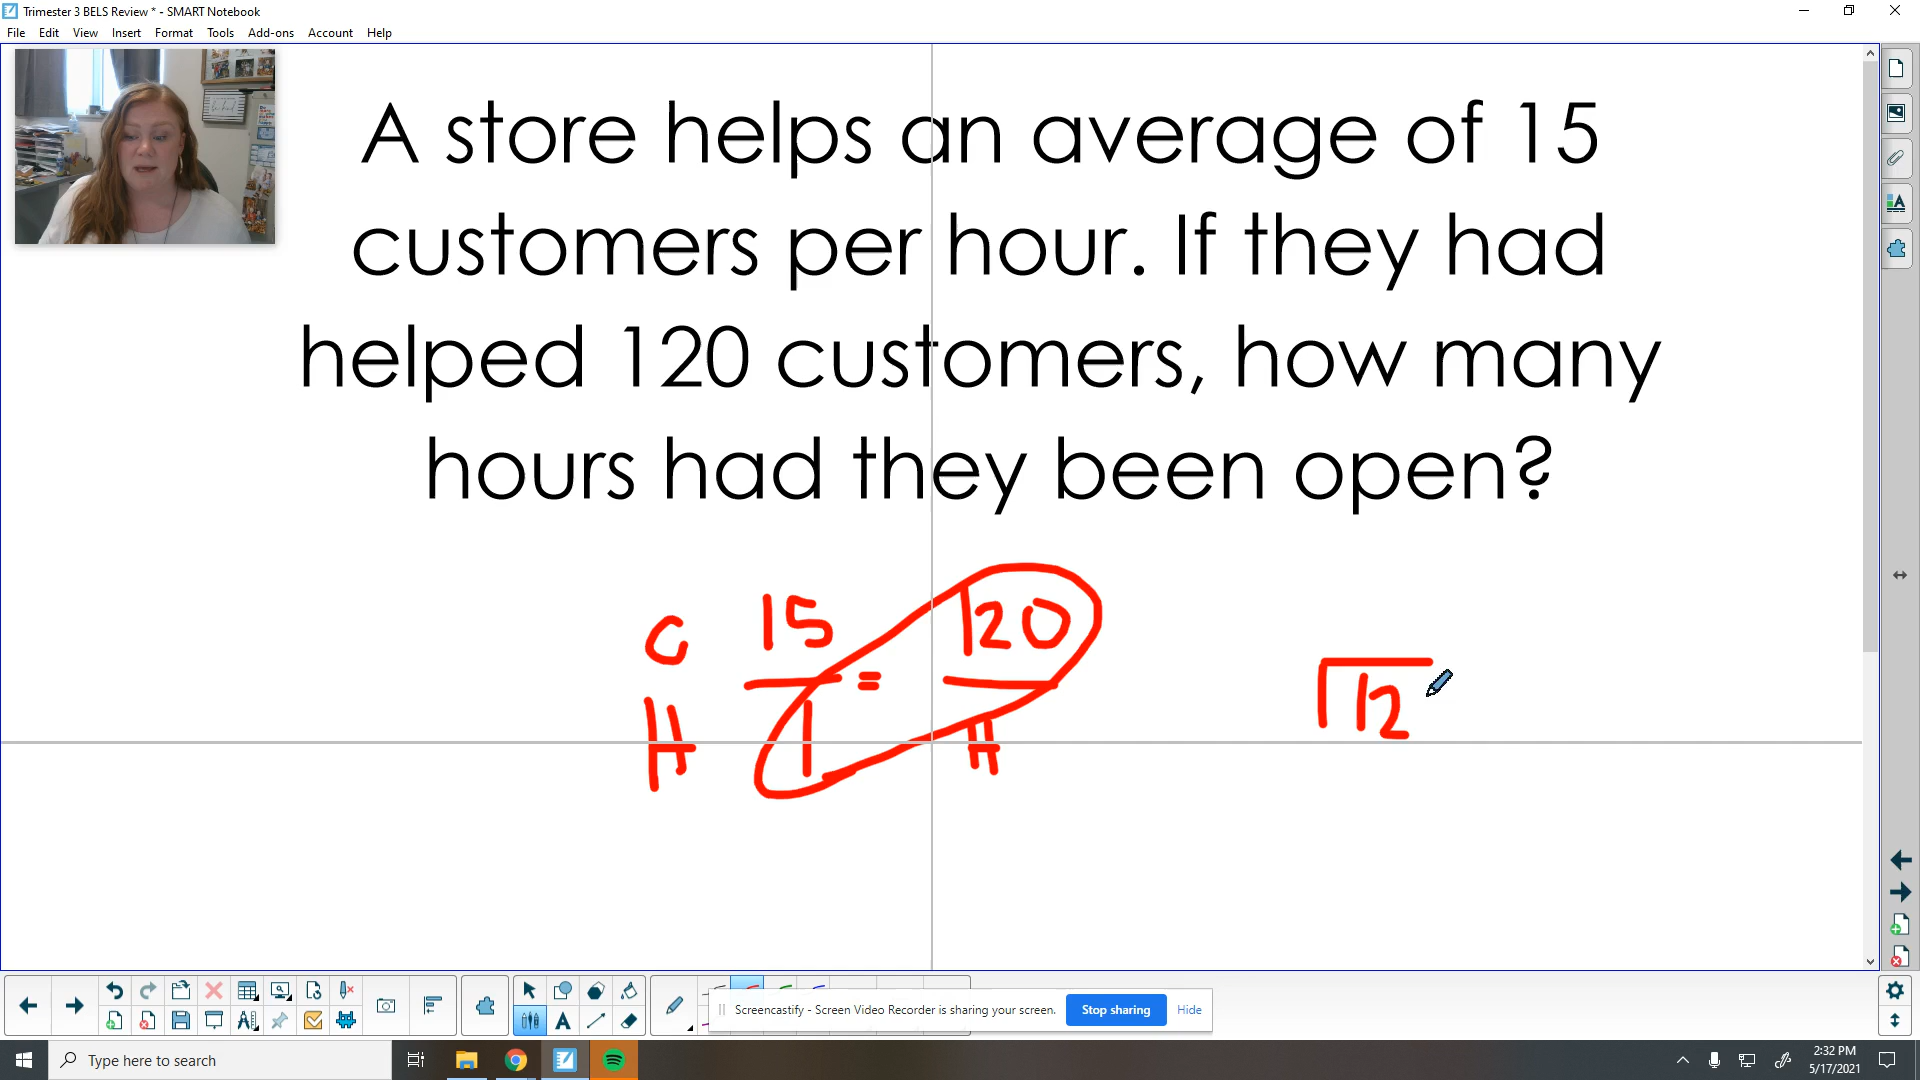 Trimester 3 BELS Review * - SMART Notebook
File Edit View Insert Format Tools Add-ons Account Help
A store helps an average of 15
customers per hour. If they had
helped 120 customers, how many
hours had they been open?
C 15 = 120
H 1 H
12
Screencastify - Screen Video Recorder is sharing your screen. Stop sharing Hide
Type here to search
2:32 PM
5/17/2021